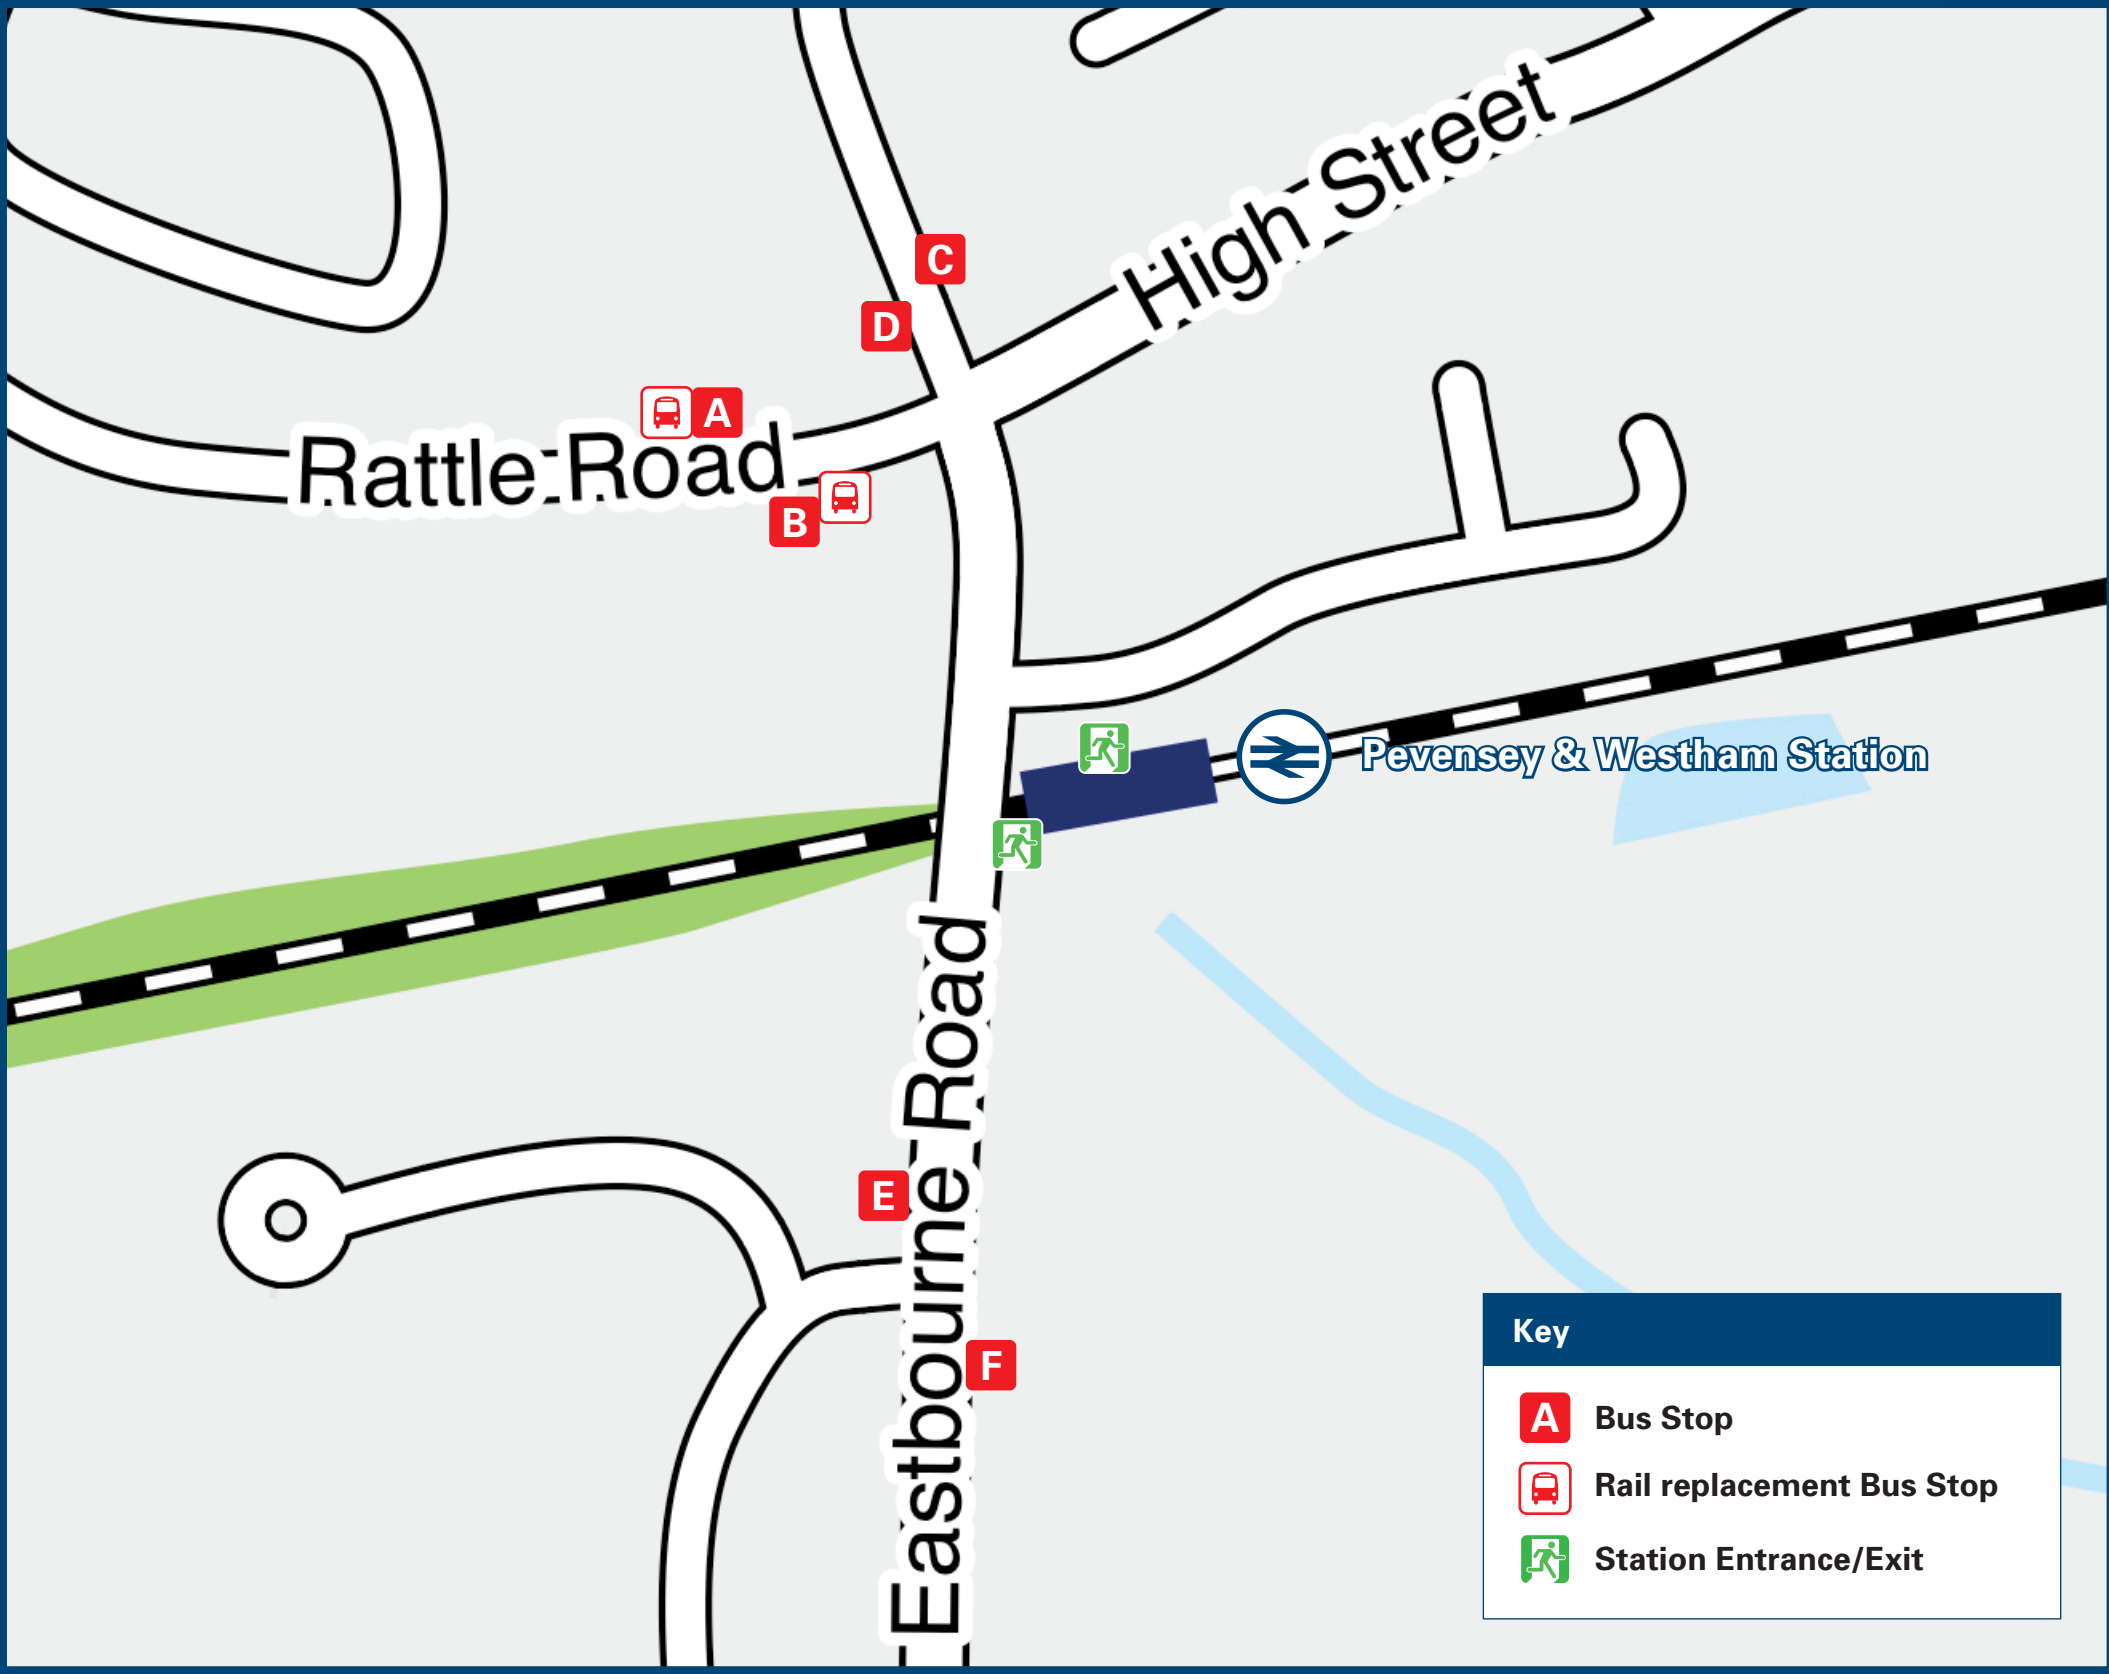 High Street
C
D
A
Rattle Road
B
Pevensey & Westham Station
Eastbourne Road
E
F
Key
A Bus Stop
Rail replacement Bus Stop
Station Entrance/Exit